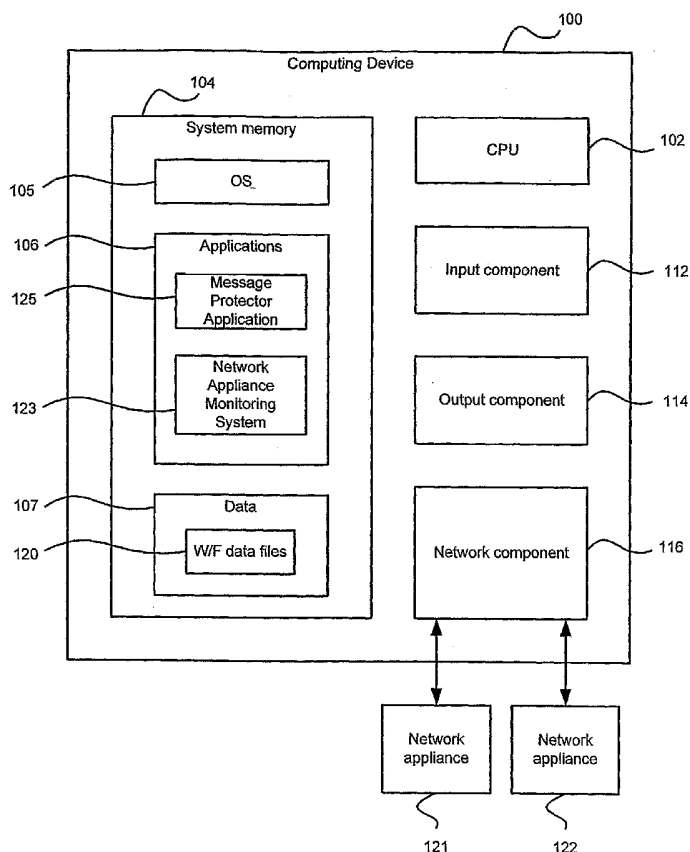 100
Computing Device
104
System memory
CPU
102
105
OS
106
Applications
Input component
112
125
Message
Protector
Application
123
Network
Appliance
Monitoring
System
Output component
114
107
Data
120
W/F data files
Network component
116
Network
appliance
Network
appliance
121
122